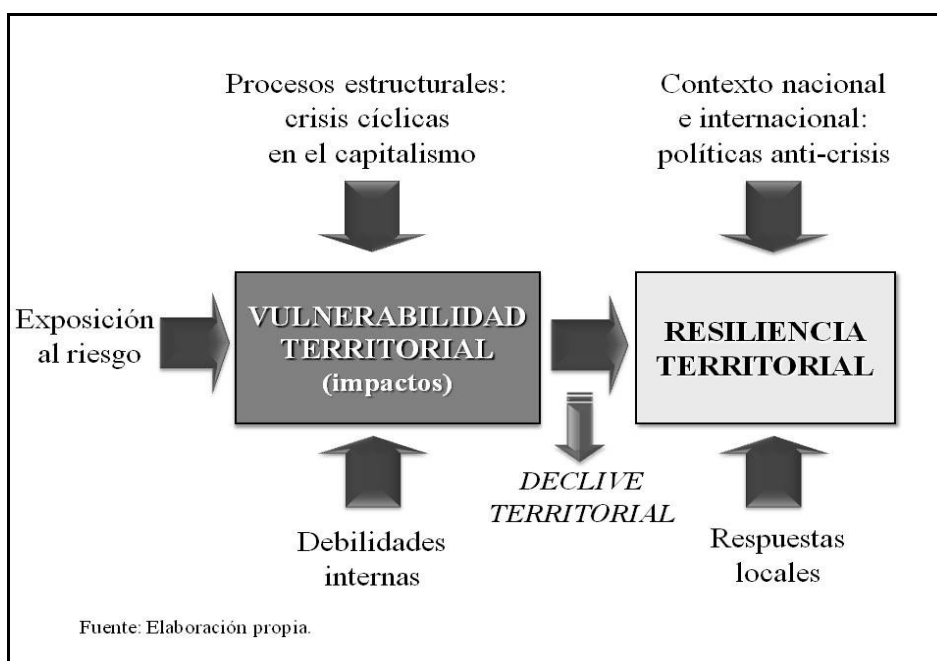 Procesos estructurales:
crisis cíclicas
en el capitalismo
Contexto nacional
e internacional:
políticas anti-crisis
Exposición
al riesgo
VULNERABILIDAD
TERRITORIAL
(impactos)
RESILIENCIA
TERRITORIAL
DECLIVE
TERRITORIAL
Debilidades
internas
Respuestas
locales
Fuente: Elaboración propia.